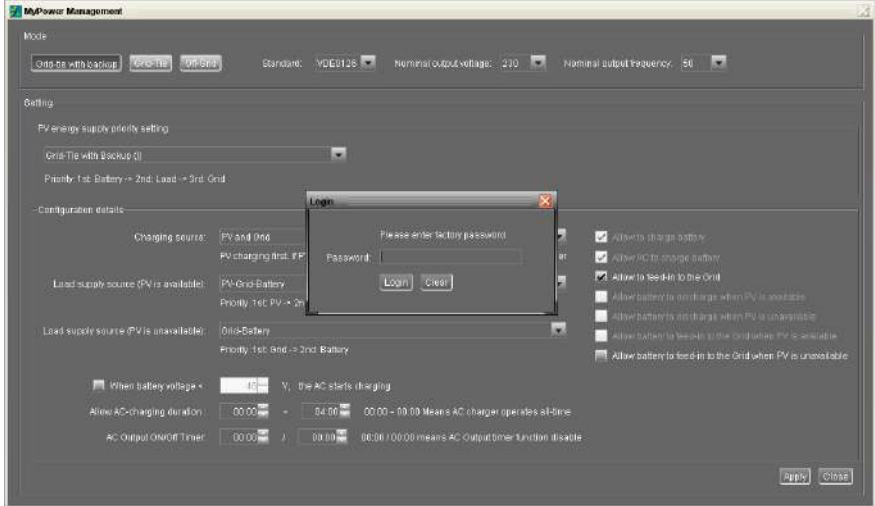 MyPower Management
Mode
Grid-tie with backup Grid-Tie Off-Grid Standard: VDE0126 Nominal output voltage: 230 Nominal output frequency: 50
Setting
PV energy supply priority setting
Grid-Tie with Backup (I)
Priority: 1st: Battery -> 2nd: Load -> 3rd: Grid
Configuration details
Charging source: PV and Grid
PV charging first. If P
er
Load supply source (PV is available): PV-Grid-Battery
Priority :1st: PV -> 2n
Load supply source (PV is unavailable): Grid-Battery
Priority :1st: Grid -> 2nd: Battery
Login
Please enter factory password
Password:
Login Clear
Allow to charge battery
Allow AC to charge battery
Allow to feed-in to the Grid
Allow battery to discharge when PV is available
Allow battery to discharge when PV is unavailable
Allow battery to feed-in to the Grid when PV is available
Allow battery to feed-in to the Grid when PV is unavailable
When battery voltage < V, the AC starts charging
Allow AC-charging duration: 00:00 - 04:00 00:00 - 00:00 Means AC charger operates all-time
AC Output ON/Off Timer: 00:00 / 00:00 00:00 / 00:00 means AC Output timer function disable
Apply Close